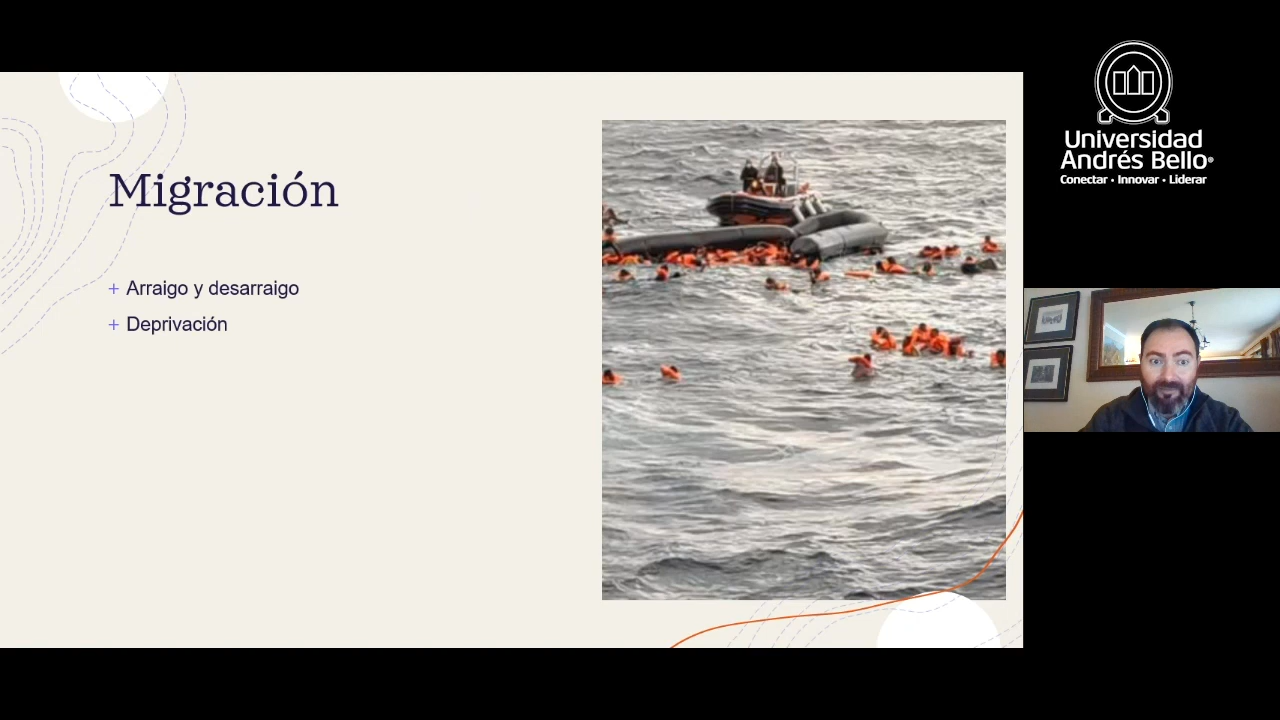 Migración
+ Arraigo y desarraigo
+ Deprivación
Universidad
Andrés Bello®
Conectar • Innovar • Liderar